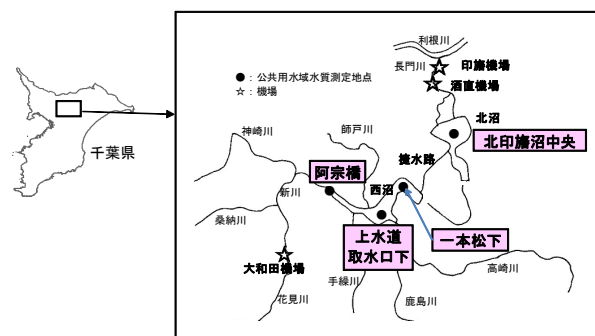 利根川
長門川
印旛機場
酒直機場
●：公共用水域水質測定地点
☆：機場
北沼
北印旛沼中央
師戸川
神崎川
捷水路
千葉県
阿宗橋
新川
西沼
桑納川
一本松下
上水道
取水口下
大和田機場
高崎川
手繰川
鹿島川
花見川